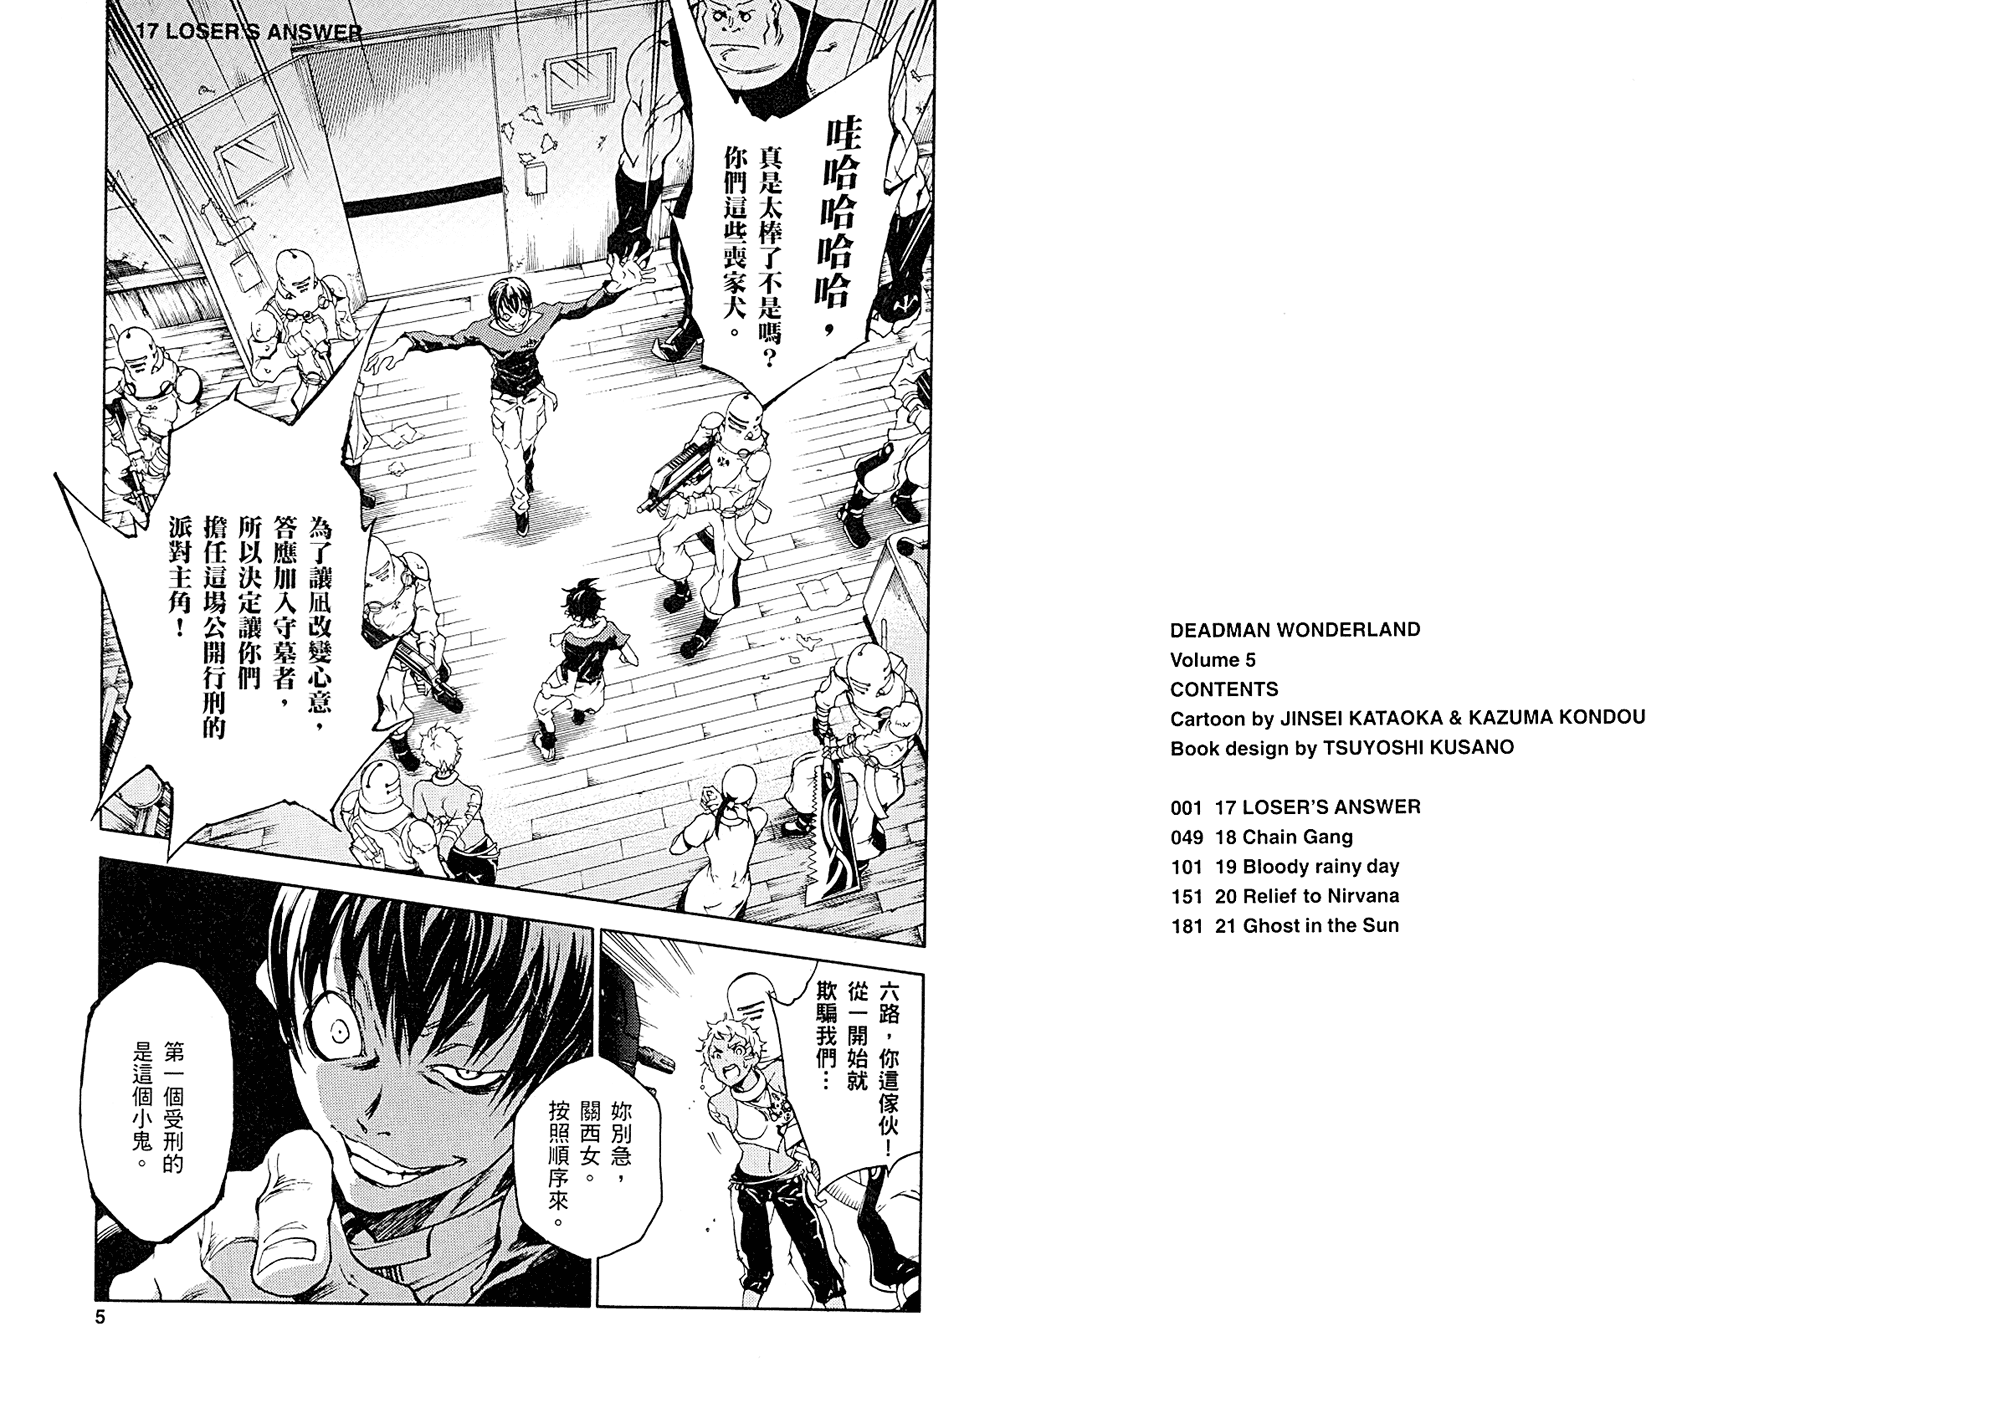 DEADMAN WONDERLAND
Volume 5
CONTENTS
Cartoon by JINSEI KATAOKA & KAZUMA KONDOU
Book design by TSUYOSHI KUSANO
001 17 LOSER'S ANSWER
049 18 Chain Gang
101 19 Bloody rainy day
151 20 Relief to Nirvana
181 21 Ghost in the Sun
17 LOSER'S ANSWER
哇哈哈哈哈，
真是太棒了不是嗎？
你們這些喪家犬。
為了讓凪改變心意，
答應加入守墓者，
所以決定讓你們
擔任這場公開行刑的
派對主角！
六路，你這傢伙！
從一開始就
欺騙我們…
妳別急，
關西女。
按照順序來。
第一個受刑的
是這個小鬼。
5